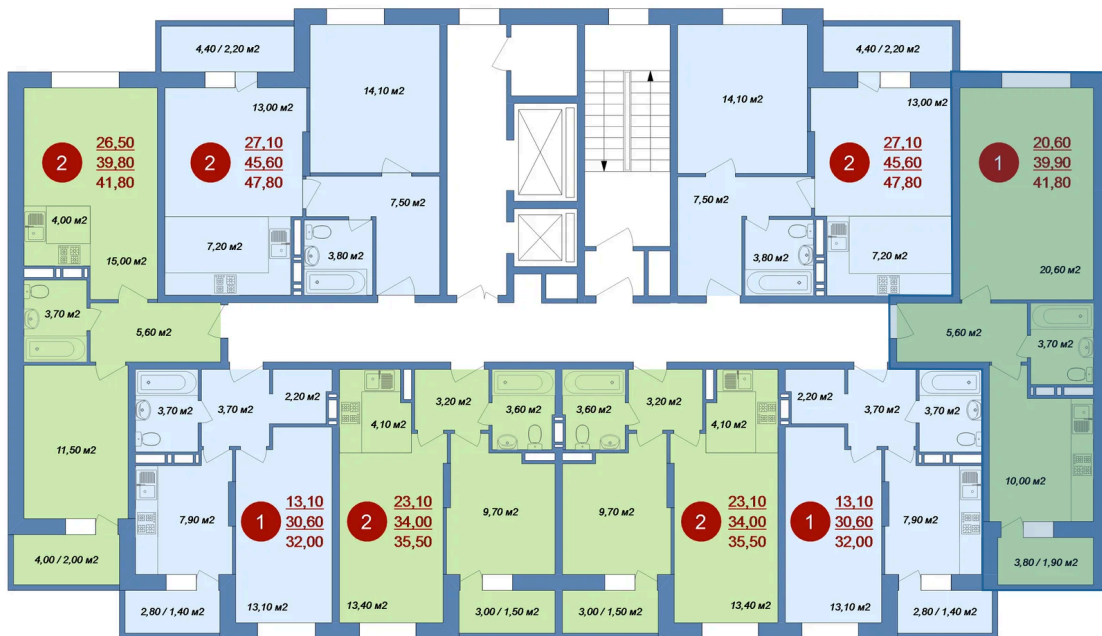 4,40 / 2,20 м2
14,10 м2
13,00 м2
2
26,50
39,80
41,80
2
27,10
45,60
47,80
4,00 м2
15,00 м2
7,20 м2
7,50 м2
3,80 м2
3,70 м2
5,60 м2
11,50 м2
4,00 / 2,00 м2
4,40 / 2,20 м2
14,10 м2
13,00 м2
2
27,10
45,60
47,80
1
20,60
39,90
41,80
7,50 м2
3,80 м2
7,20 м2
20,60 м2
5,60 м2
3,70 м2
10,00 м2
3,80 / 1,90 м2
3,70 м2
3,70 м2
2,20 м2
7,90 м2
1
13,10
30,60
32,00
13,10 м2
2,80 / 1,40 м2
4,10 м2
3,20 м2
3,60 м2
2
23,10
34,00
35,50
9,70 м2
13,40 м2
3,00 / 1,50 м2
3,60 м2
3,20 м2
4,10 м2
9,70 м2
2
23,10
34,00
35,50
13,40 м2
3,00 / 1,50 м2
2,20 м2
3,70 м2
3,70 м2
1
13,10
30,60
32,00
7,90 м2
13,10 м2
2,80 / 1,40 м2